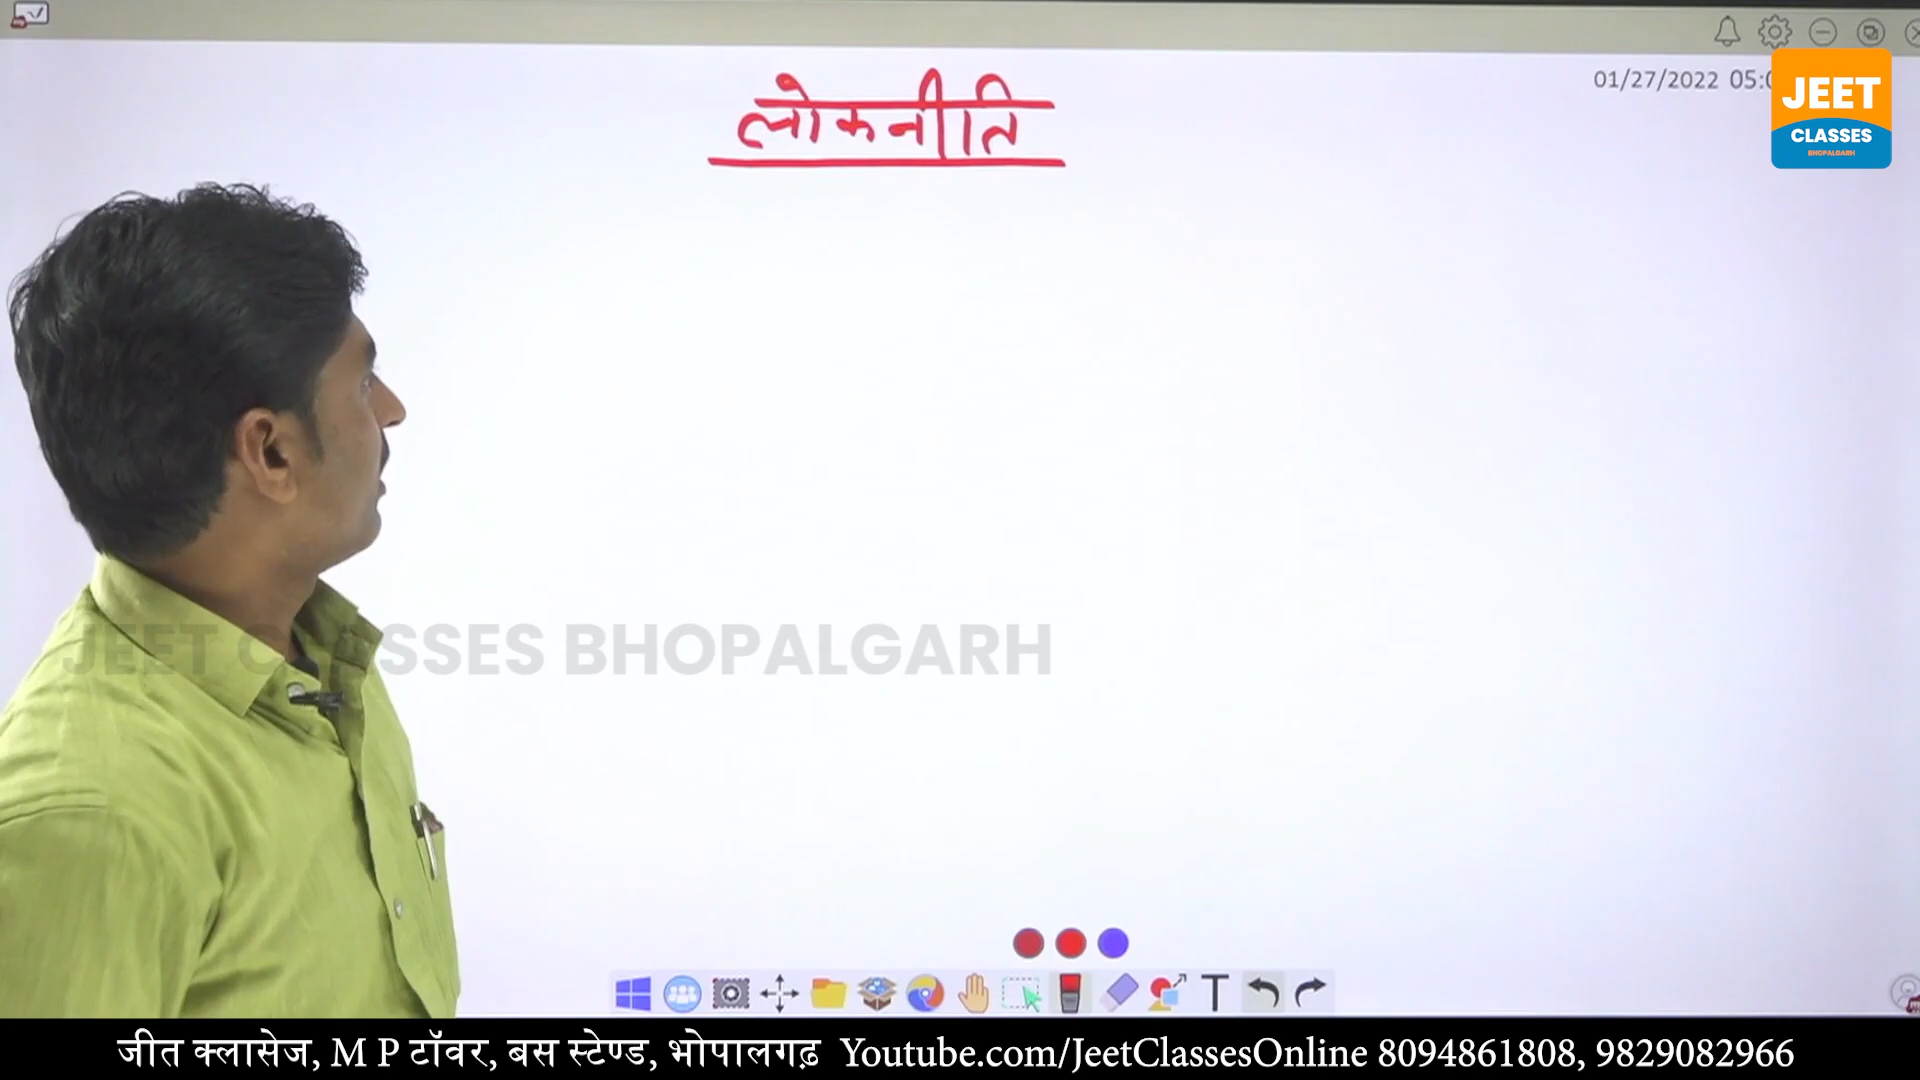 लोकनीति
01/27/2022 05:0
JEET
CLASSES
BHOPALGARH
JEET CLASSES BHOPALGARH
T
जीत क्लासेज, M P टॉवर, बस स्टेण्ड, भोपालगढ़ Youtube.com/JeetClassesOnline 8094861808, 9829082966